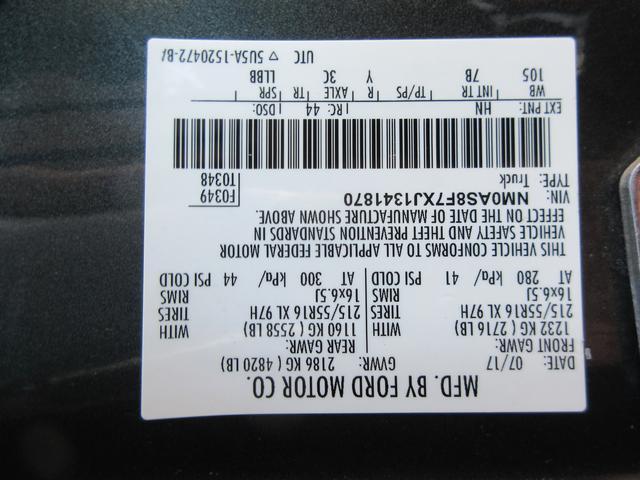 MFD. BY FORD MOTOR CO.
DATE: 07/17 GVWR: 2186 KG ( 4820 LB)
FRONT GAWR: REAR GAWR:
1232 KG ( 2716 LB) WITH 1160 KG ( 2558 LB) WITH
215/55R16 XL 97H TIRES 215/55R16 XL 97H TIRES
16x6.5J RIMS 16x6.5J RIMS
AT 280 kPa/ 41 PSI COLD AT 300 kPa/ 44 PSI COLD
THIS VEHICLE CONFORMS TO ALL APPLICABLE FEDERAL MOTOR
VEHICLE SAFETY AND THEFT PREVENTION STANDARDS IN
EFFECT ON THE DATE OF MANUFACTURE SHOWN ABOVE.
VIN: NM0AS8F7XJ1341870 F0349
TYPE: Truck T0348
EXT PNT: HN RC: 44 DSO:
WB INT TR TP/PS R AXLE TR SPR
105 7B Y 3C LLBB
UTC ▽ 5U5A-1520472-B